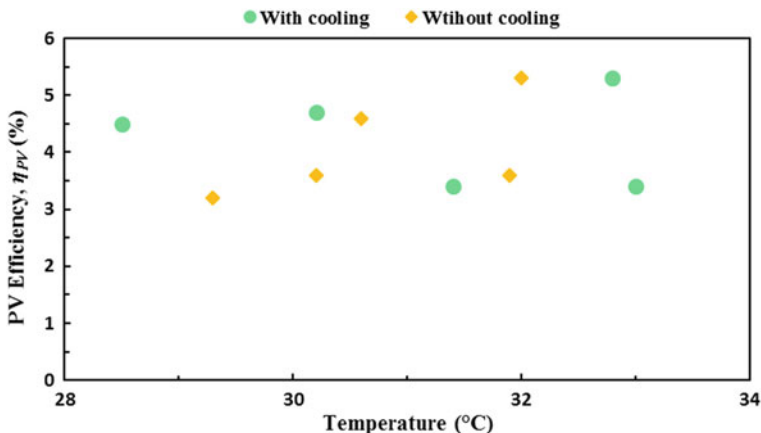 With cooling
Wtihout cooling
6
5
4
3
2
1
0
PV Efficiency, ηPV (%)
28
30
32
34
Temperature (°C)